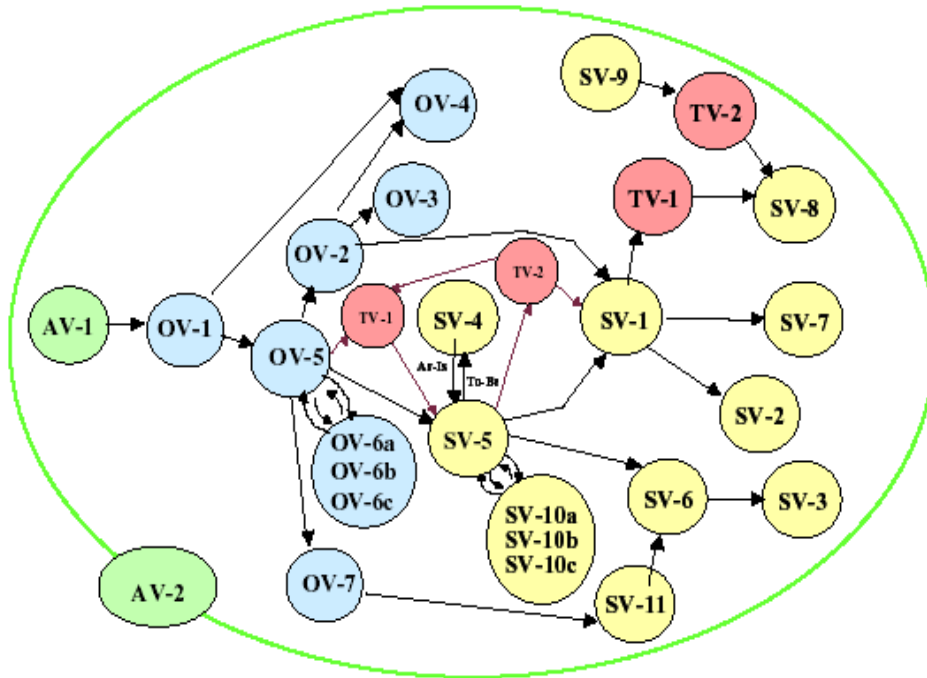 SV-9
OV-4
TV-2
OV-3
TV-1
SV-8
OV-2
TV-2
AV-1
OV-1
TV-1
SV-4
SV-1
SV-7
OV-5
As-Is
To-Be
SV-2
OV-6a
OV-6b
OV-6c
SV-5
SV-6
SV-3
SV-10a
SV-10b
SV-10c
AV-2
OV-7
SV-11